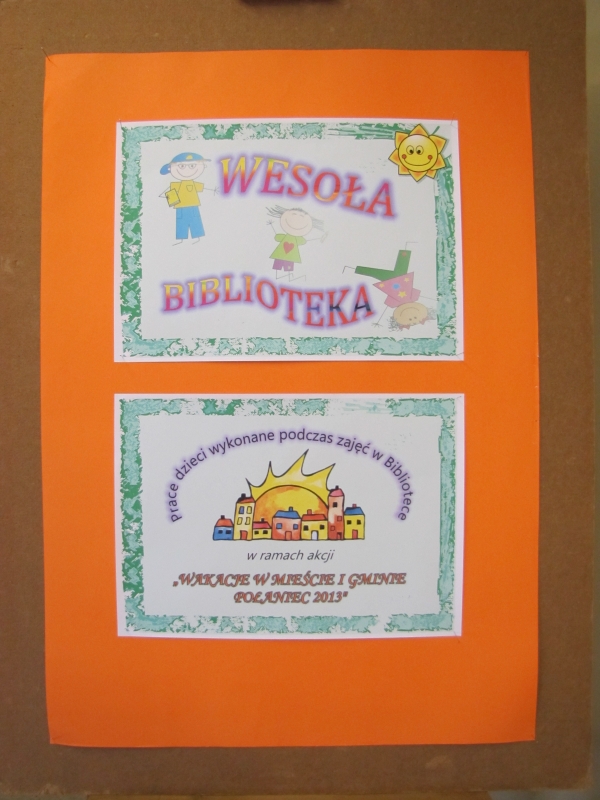 WESOŁA
BIBLIOTEKA
Prace dzieci wykonane podczas zajęć w Bibliotece
w ramach akcji
„WAKACJE W MIEŚCIE I GMINIE
POŁANIEC 2013"